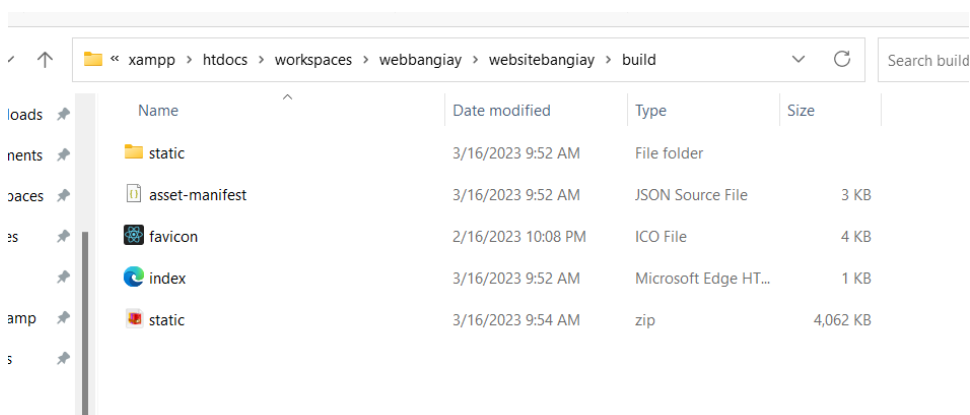 « xampp > htdocs > workspaces > webbangiay > websitebangiay > build Search build
loads Name Date modified Type Size
nents static 3/16/2023 9:52 AM File folder
paces asset-manifest 3/16/2023 9:52 AM JSON Source File 3 KB
es favicon 2/16/2023 10:08 PM ICO File 4 KB
index 3/16/2023 9:52 AM Microsoft Edge HT... 1 KB
amp static 3/16/2023 9:54 AM zip 4,062 KB
s